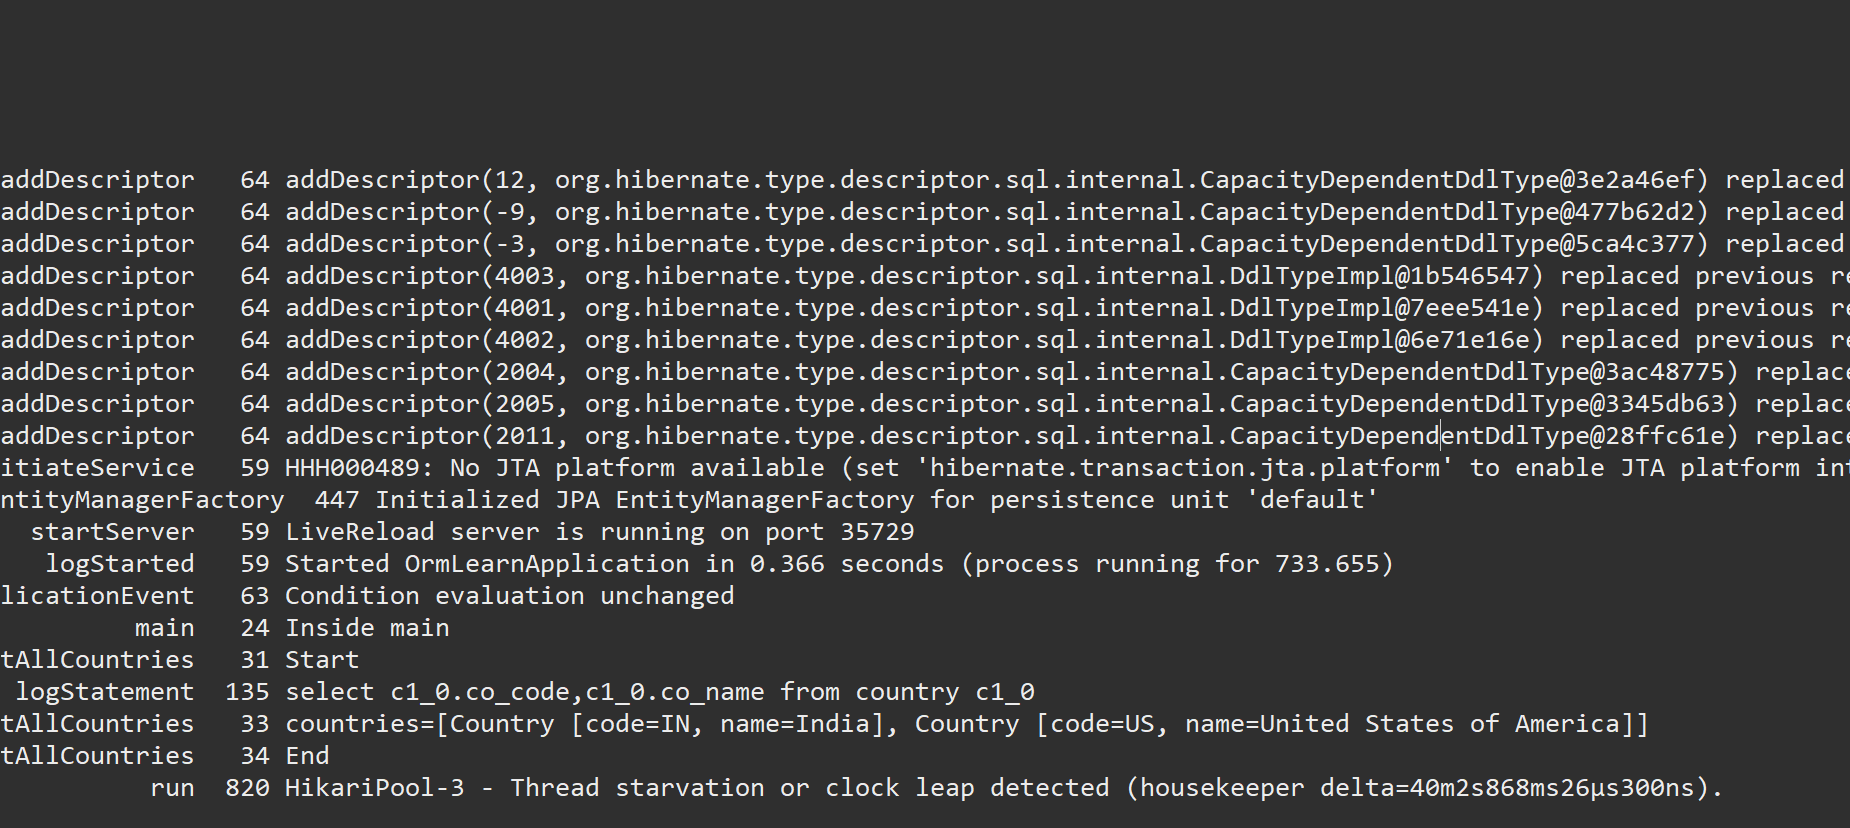 addDescriptor   64 addDescriptor(12, org.hibernate.type.descriptor.sql.internal.CapacityDependentDdlType@3e2a46ef) replaced
addDescriptor   64 addDescriptor(-9, org.hibernate.type.descriptor.sql.internal.CapacityDependentDdlType@477b62d2) replaced
addDescriptor   64 addDescriptor(-3, org.hibernate.type.descriptor.sql.internal.CapacityDependentDdlType@5ca4c377) replaced
addDescriptor   64 addDescriptor(4003, org.hibernate.type.descriptor.sql.internal.DdlTypeImpl@1b546547) replaced previous re
addDescriptor   64 addDescriptor(4001, org.hibernate.type.descriptor.sql.internal.DdlTypeImpl@7eee541e) replaced previous re
addDescriptor   64 addDescriptor(4002, org.hibernate.type.descriptor.sql.internal.DdlTypeImpl@6e71e16e) replaced previous re
addDescriptor   64 addDescriptor(2004, org.hibernate.type.descriptor.sql.internal.CapacityDependentDdlType@3ac48775) replace
addDescriptor   64 addDescriptor(2005, org.hibernate.type.descriptor.sql.internal.CapacityDependentDdlType@3345db63) replace
addDescriptor   64 addDescriptor(2011, org.hibernate.type.descriptor.sql.internal.CapacityDependentDdlType@28ffc61e) replace
itiateService   59 HHH000489: No JTA platform available (set 'hibernate.transaction.jta.platform' to enable JTA platform int
ntityManagerFactory  447 Initialized JPA EntityManagerFactory for persistence unit 'default'
startServer   59 LiveReload server is running on port 35729
logStarted   59 Started OrmLearnApplication in 0.366 seconds (process running for 733.655)
licationEvent   63 Condition evaluation unchanged
main   24 Inside main
tAllCountries   31 Start
logStatement  135 select c1_0.co_code,c1_0.co_name from country c1_0
tAllCountries   33 countries=[Country [code=IN, name=India], Country [code=US, name=United States of America]]
tAllCountries   34 End
run  820 HikariPool-3 - Thread starvation or clock leap detected (housekeeper delta=40m2s868ms26µs300ns).